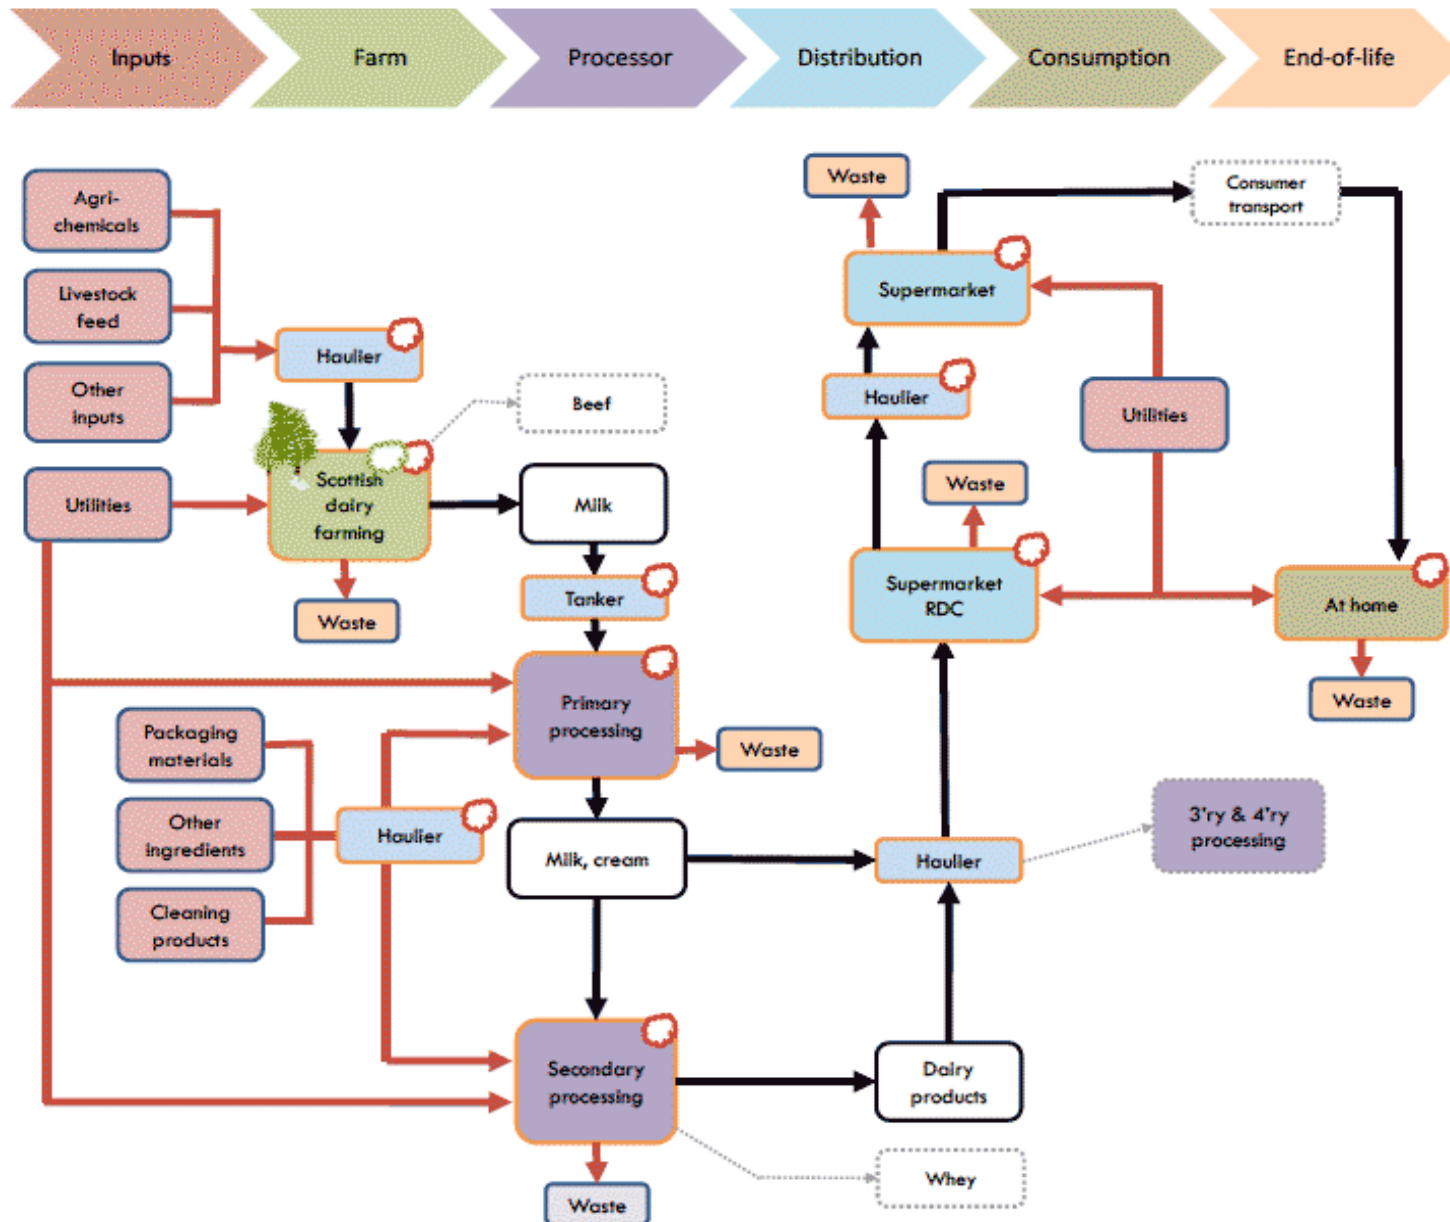 Inputs
Farm
Processor
Distribution
Consumption
End-of-life
Agri-
chemicals
Livestock
feed
Other
inputs
Utilities
Haulier
Scottish
dairy
farming
Waste
Beef
Milk
Tanker
Primary
processing
Waste
Packaging
materials
Other
ingredients
Cleaning
products
Haulier
Milk, cream
Secondary
processing
Waste
Whey
Dairy
products
Haulier
3'ry & 4'ry
processing
Supermarket
RDC
Waste
Haulier
Supermarket
Waste
Utilities
Consumer
transport
At home
Waste